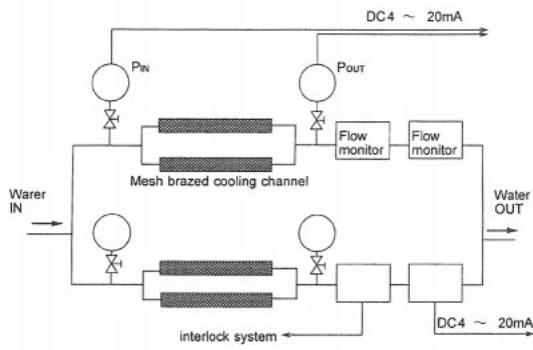 DC4 ~ 20mA
PIN
POUT
Flow
monitor
Flow
monitor
Mesh brazed cooling channel
Warer
IN
Water
OUT
interlock system
DC4 ~ 20mA